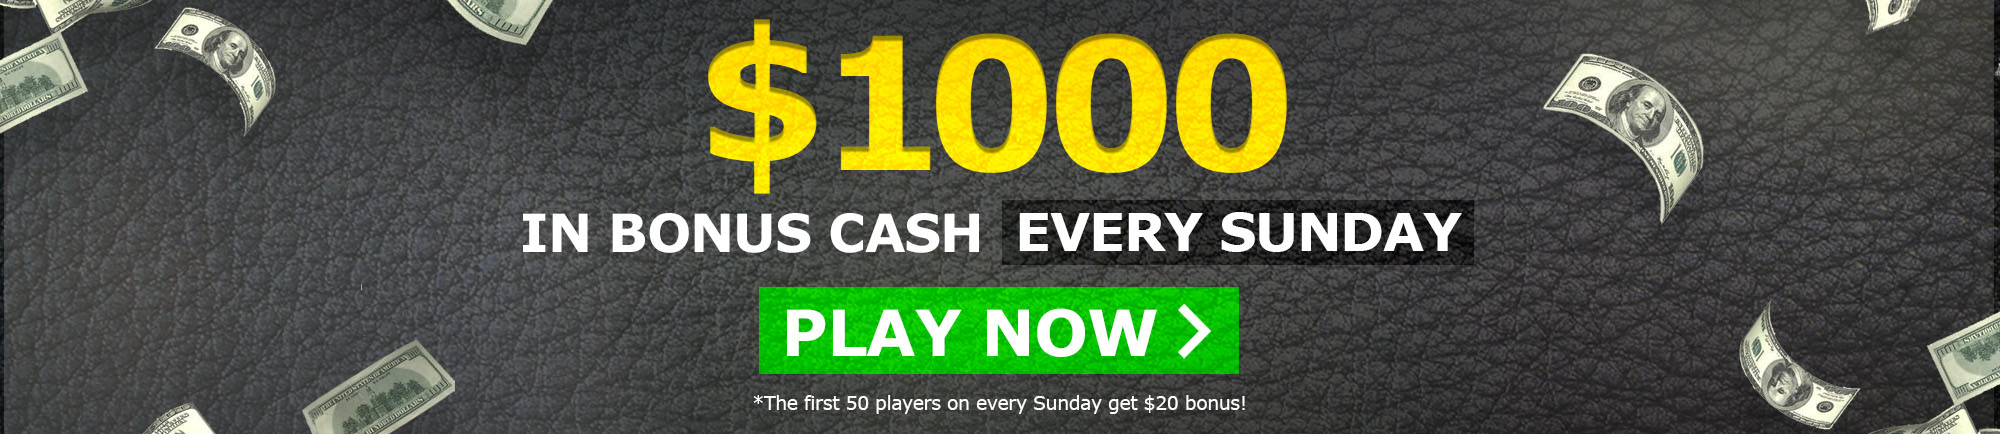 $1000
IN BONUS CASH EVERY SUNDAY
PLAY NOW
*The first 50 players on every Sunday get $20 bonus!